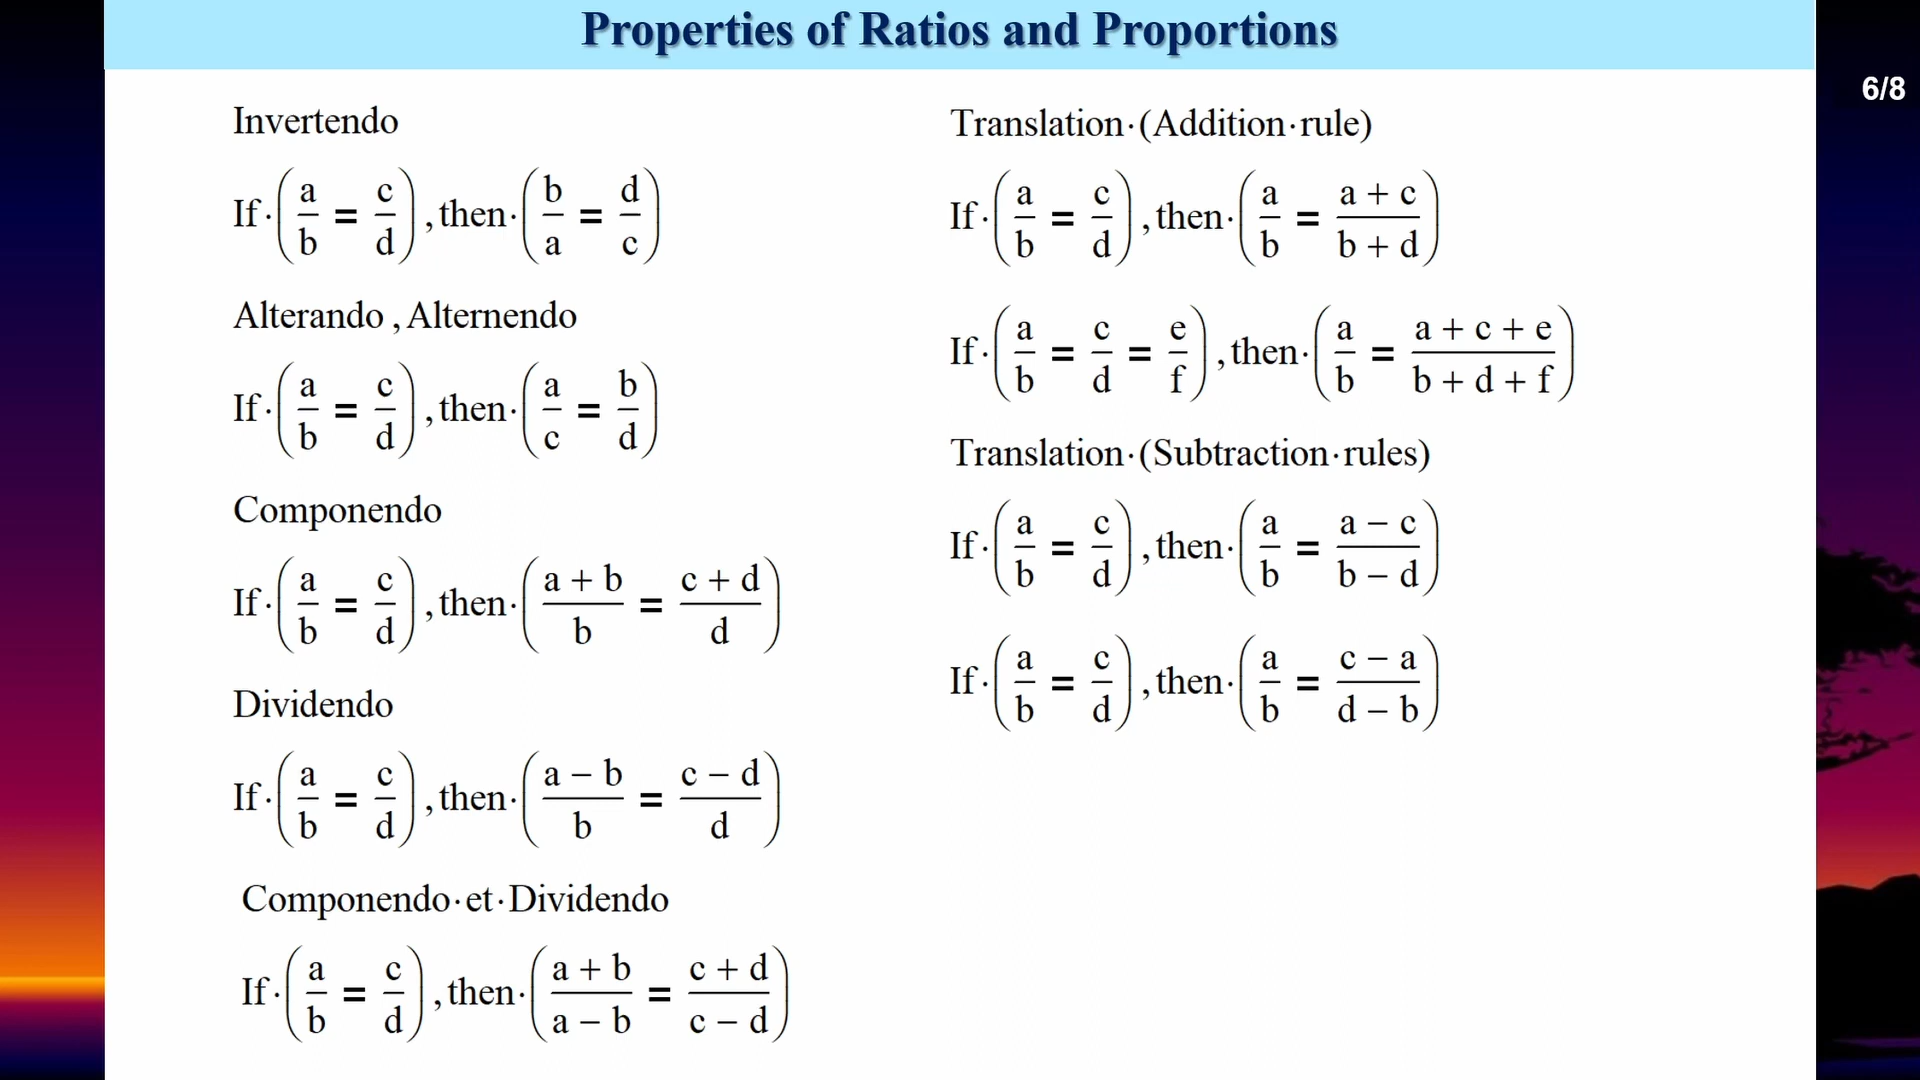 Properties of Ratios and Proportions
6/8
Invertendo
If·(a/b = c/d) ,then·(b/a = d/c)
Alterando , Alternendo
If·(a/b = c/d) ,then·(a/c = b/d)
Componendo
If·(a/b = c/d) ,then·((a + b)/b = (c + d)/d)
Dividendo
If·(a/b = c/d) ,then·((a − b)/b = (c − d)/d)
Componendo·et·Dividendo
If·(a/b = c/d) ,then·((a + b)/(a − b) = (c + d)/(c − d))
Translation·(Addition·rule)
If·(a/b = c/d) ,then·(a/b = (a + c)/(b + d))
If·(a/b = c/d = e/f) ,then·(a/b = (a + c + e)/(b + d + f))
Translation·(Subtraction·rules)
If·(a/b = c/d) ,then·(a/b = (a − c)/(b − d))
If·(a/b = c/d) ,then·(a/b = (c − a)/(d − b))